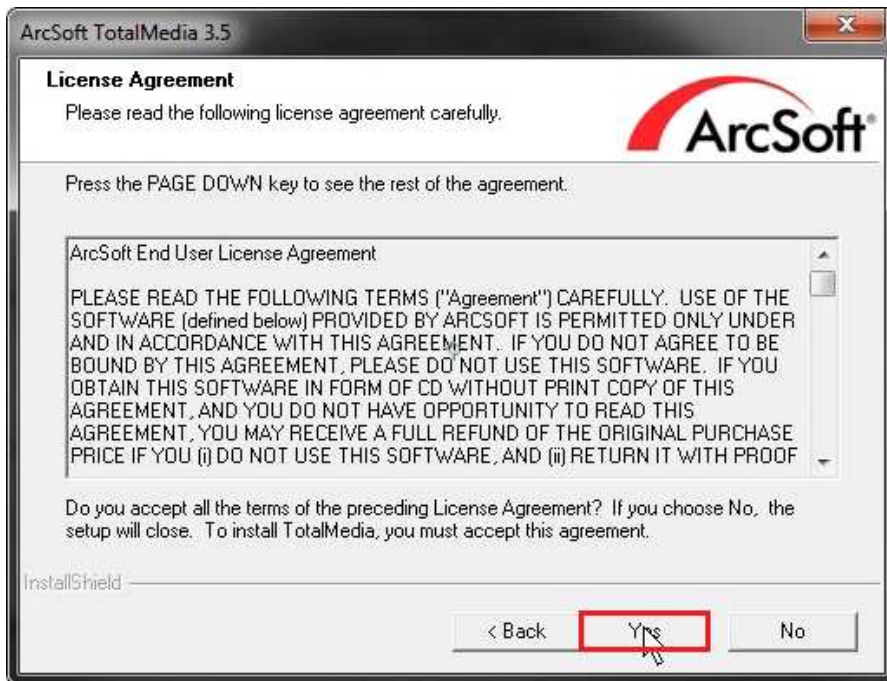 ArcSoft TotalMedia 3.5
License Agreement
Please read the following license agreement carefully.
ArcSoft®
Press the PAGE DOWN key to see the rest of the agreement.
ArcSoft End User License Agreement
PLEASE READ THE FOLLOWING TERMS ("Agreement") CAREFULLY. USE OF THE
SOFTWARE (defined below) PROVIDED BY ARCSOFT IS PERMITTED ONLY UNDER
AND IN ACCORDANCE WITH THIS AGREEMENT. IF YOU DO NOT AGREE TO BE
BOUND BY THIS AGREEMENT, PLEASE DO NOT USE THIS SOFTWARE. IF YOU
OBTAIN THIS SOFTWARE IN FORM OF CD WITHOUT PRINT COPY OF THIS
AGREEMENT, AND YOU DO NOT HAVE OPPORTUNITY TO READ THIS
AGREEMENT, YOU MAY RECEIVE A FULL REFUND OF THE ORIGINAL PURCHASE
PRICE IF YOU (i) DO NOT USE THIS SOFTWARE, AND (ii) RETURN IT WITH PROOF
Do you accept all the terms of the preceding License Agreement? If you choose No, the
setup will close. To install TotalMedia, you must accept this agreement.
InstallShield
< Back Yes No